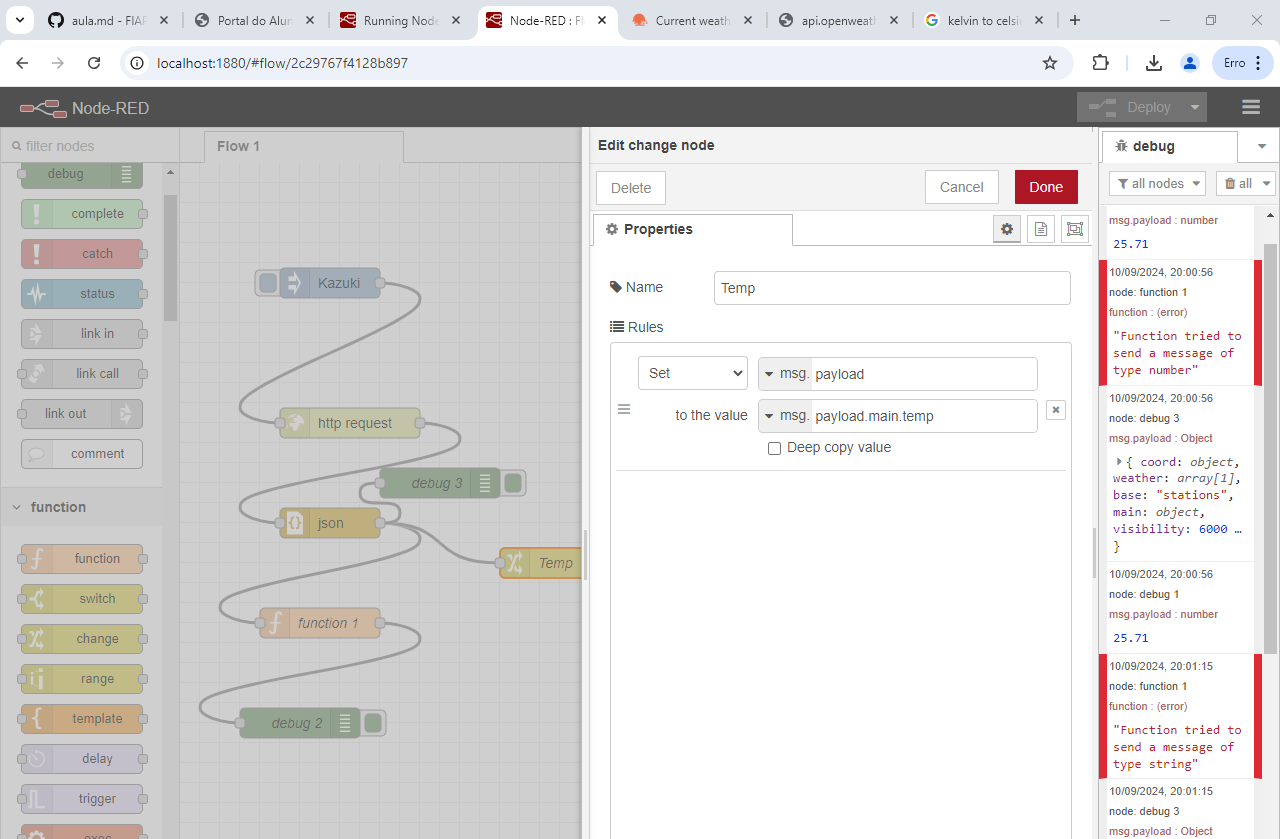 aula.md - FIAP
Portal do Alun
Running Node
Node-RED : Fl
Current weath
api.openweath
kelvin to celsi
localhost:1880/#flow/2c29767f4128b897
Erro
Node-RED
Deploy
filter nodes
debug
complete
catch
status
link in
link call
link out
comment
function
function
switch
change
range
template
delay
trigger
exec
Flow 1
Kazuki
http request
debug 3
json
Temp
function 1
debug 2
Edit change node
Delete
Cancel
Done
Properties
Name
Temp
Rules
Set
msg. payload
to the value
msg. payload.main.temp
Deep copy value
debug
all nodes
all
msg.payload : number
25.71
10/09/2024, 20:00:56
node: function 1
function : (error)
"Function tried to
send a message of
type number"
10/09/2024, 20:00:56
node: debug 3
msg.payload : Object
{ coord: object,
weather: array[1],
base: "stations",
main: object,
visibility: 6000 …
}
10/09/2024, 20:00:56
node: debug 1
msg.payload : number
25.71
10/09/2024, 20:01:15
node: function 1
function : (error)
"Function tried to
send a message of
type string"
10/09/2024, 20:01:15
node: debug 3
msg.payload : Object